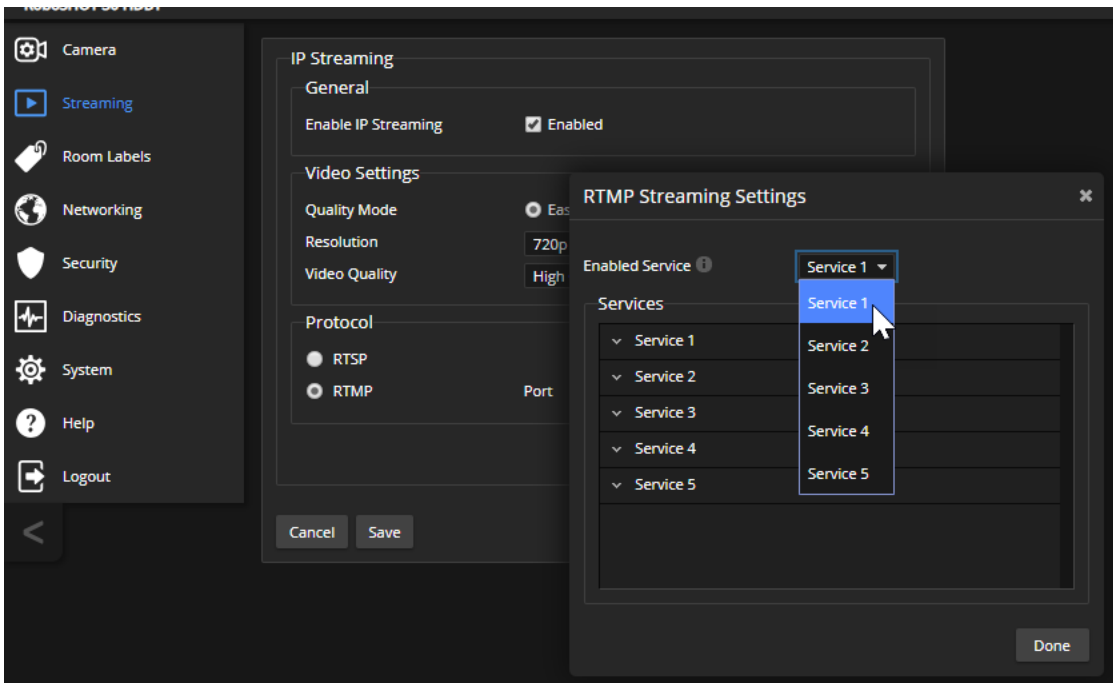 Camera
Streaming
Room Labels
Networking
Security
Diagnostics
System
Help
Logout
IP Streaming
General
Enable IP Streaming
Enabled
Video Settings
Quality Mode
Resolution
720p
Video Quality
High
Protocol
RTSP
RTMP
Port
Cancel
Save
RTMP Streaming Settings
Enabled Service
Service 1
Service 1
Service 2
Service 3
Service 4
Service 5
Services
Service 1
Service 2
Service 3
Service 4
Service 5
Done